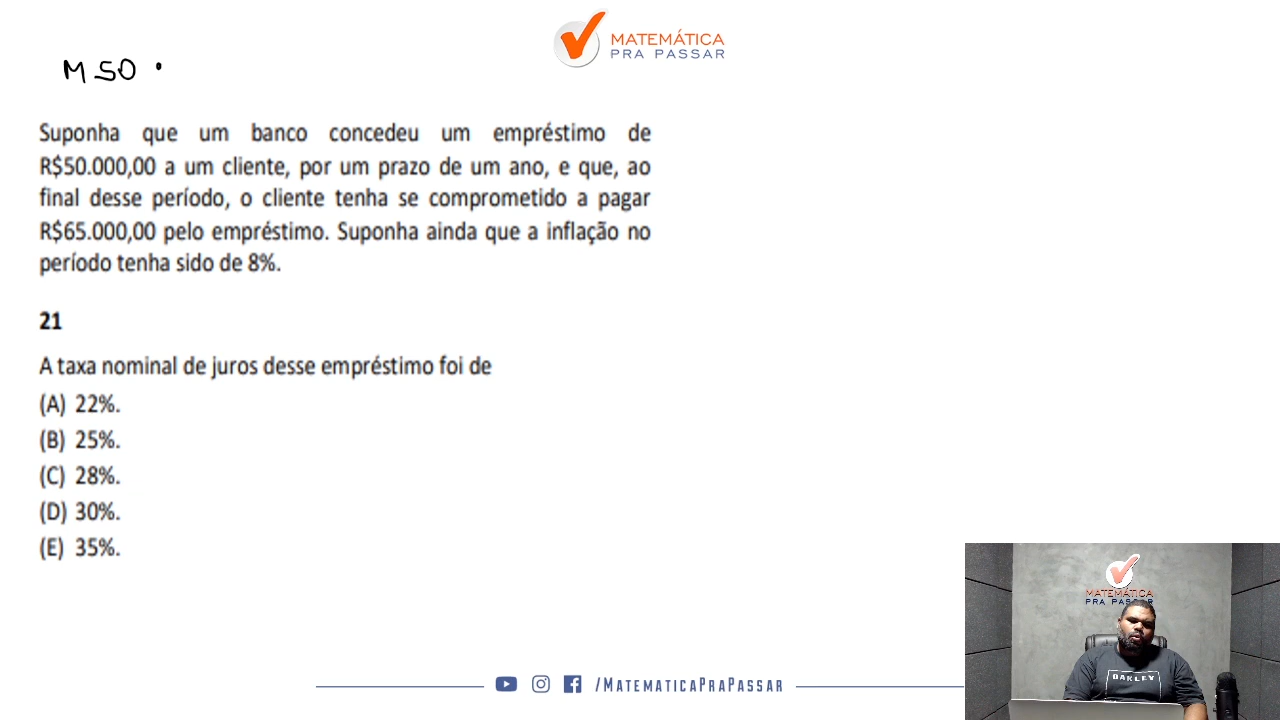 MATEMÁTICA
PRA PASSAR
M50 •
Suponha que um banco concedeu um empréstimo de
R$50.000,00 a um cliente, por um prazo de um ano, e que, ao
final desse período, o cliente tenha se comprometido a pagar
R$65.000,00 pelo empréstimo. Suponha ainda que a inflação no
período tenha sido de 8%.
21
A taxa nominal de juros desse empréstimo foi de
(A) 22%.
(B) 25%.
(C) 28%.
(D) 30%.
(E) 35%.
MATEMÁTICA
PRA PASSAR
OAKLEY
/MATEMATICAPRAPASSAR